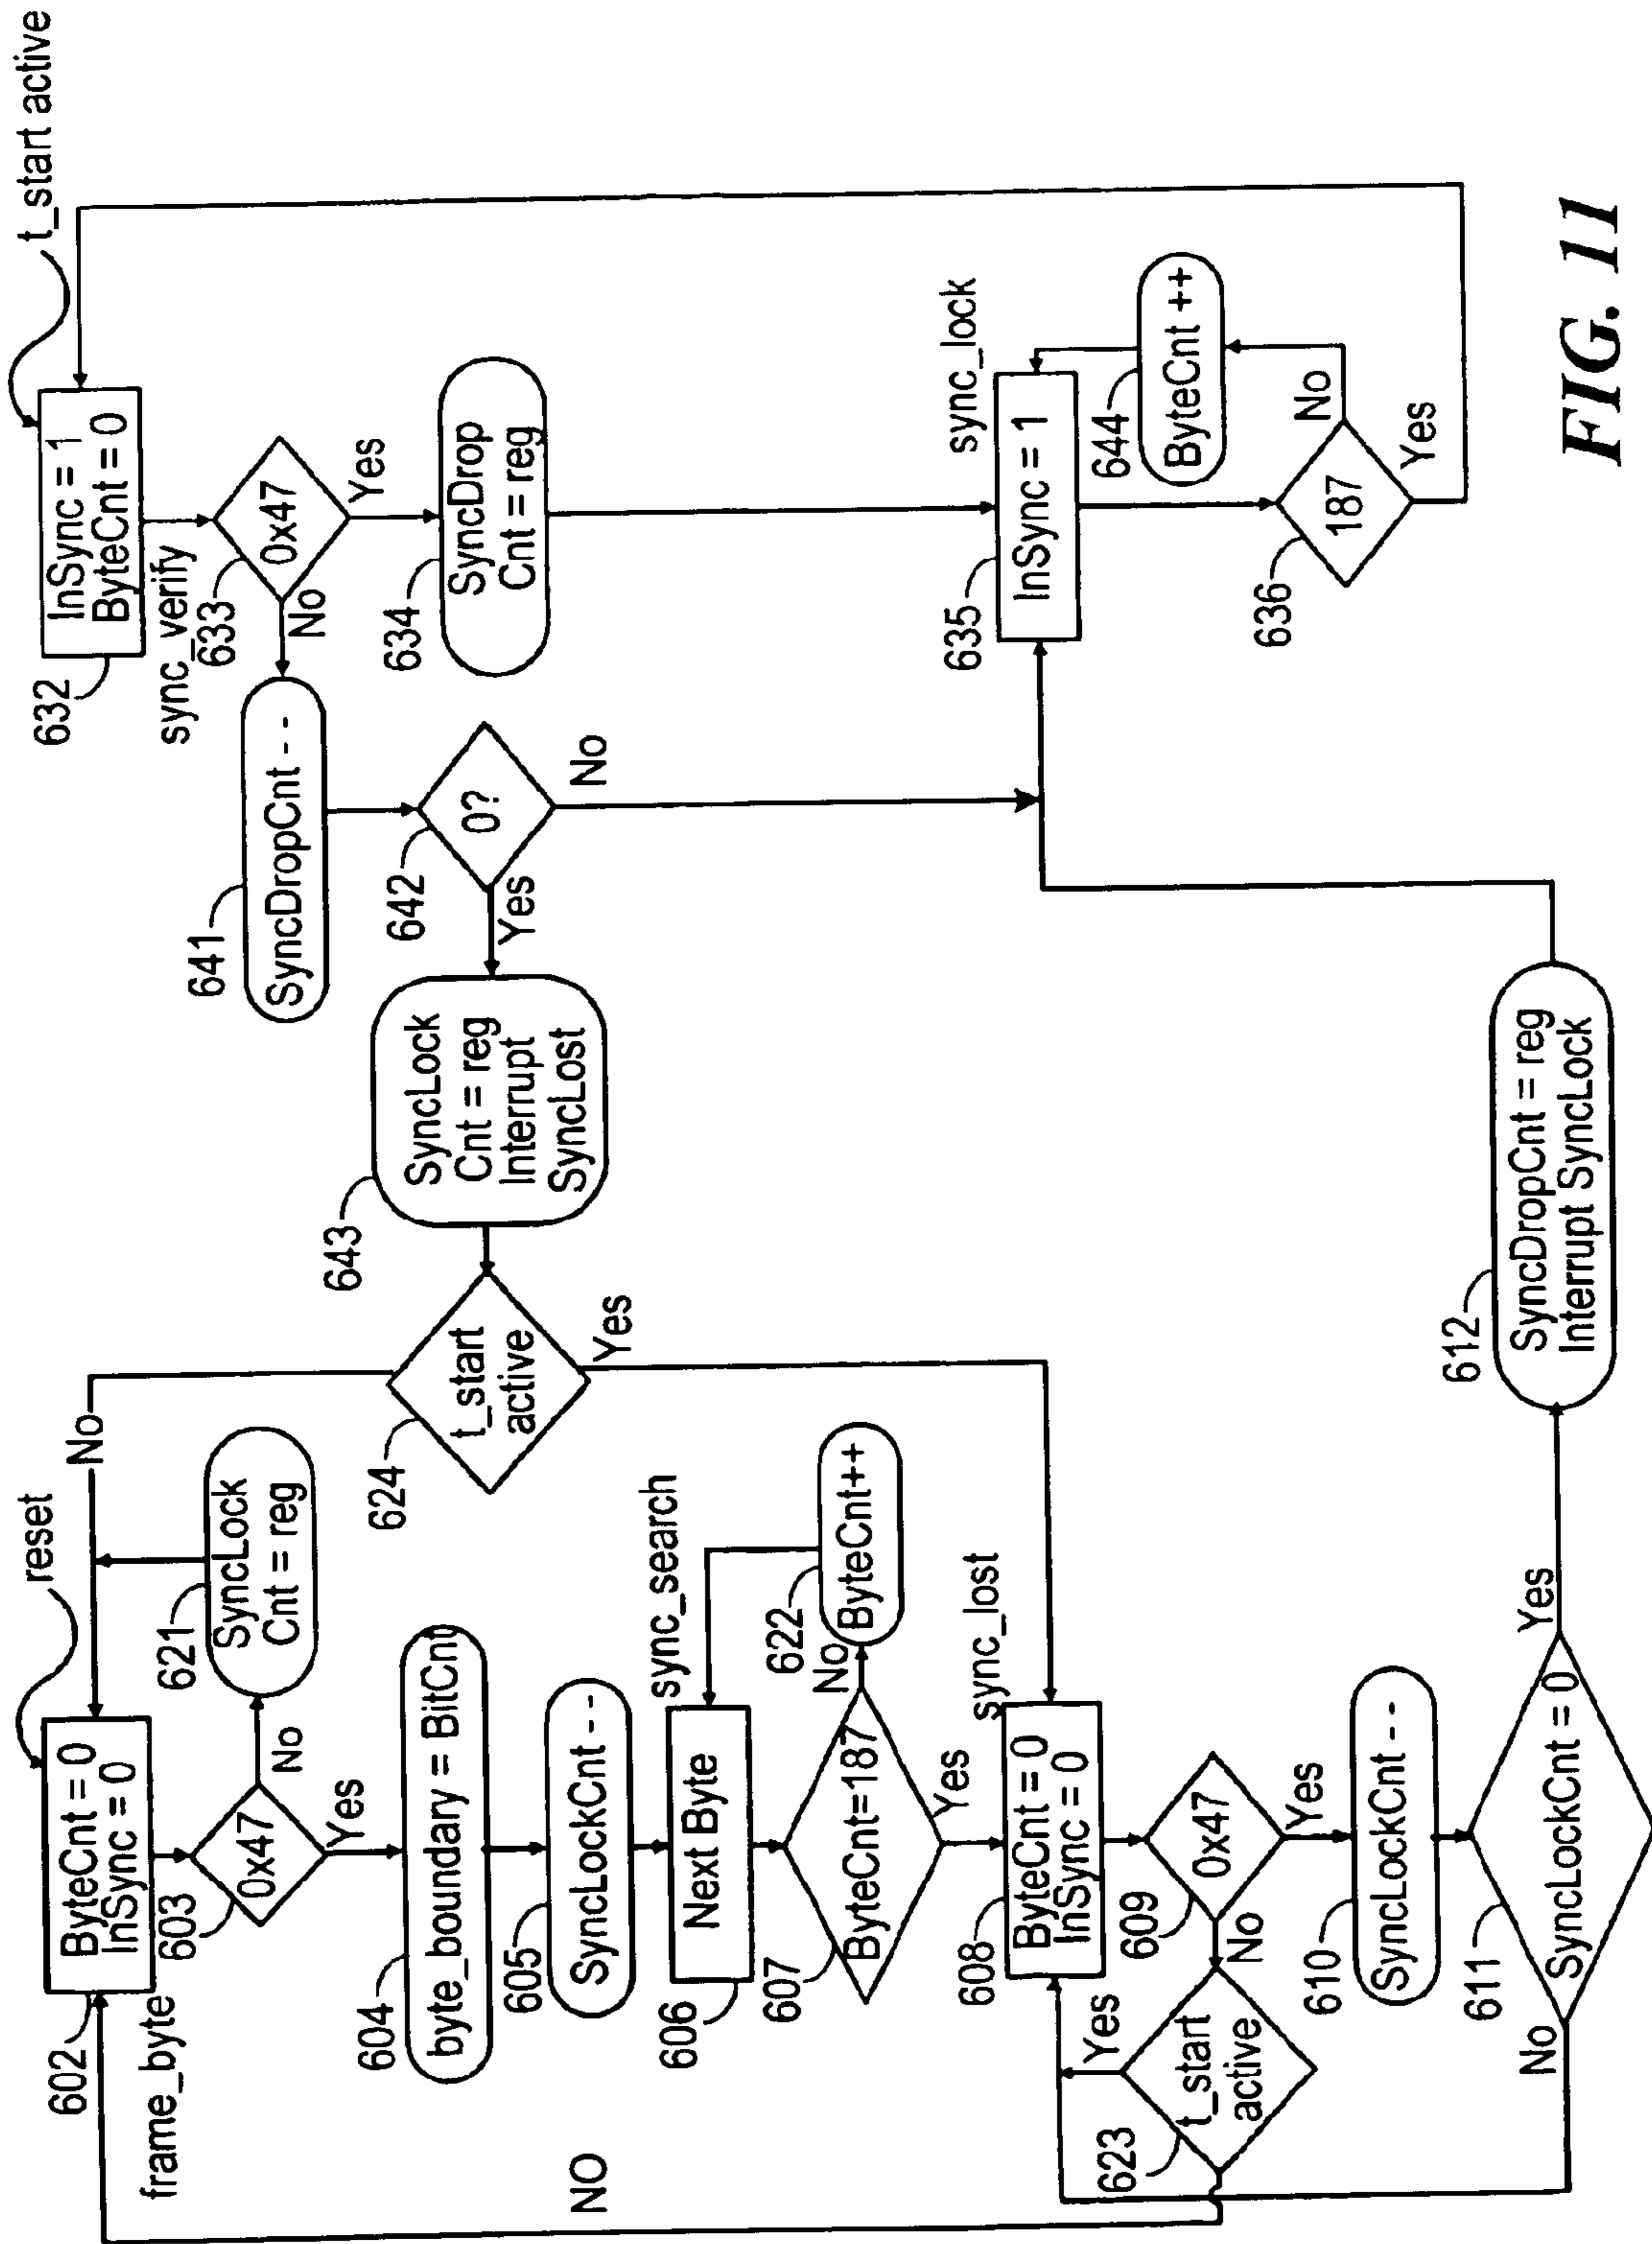 reset
602
ByteCnt = 0
InSync = 0
frame_byte
603
0x47
No
621
SyncLock
Cnt = reg
No
Yes
604
byte_boundary = BitCnt
605
SyncLockCnt - -
606
Next Byte
sync_search
607
ByteCnt=187
No
622
ByteCnt++
Yes
608
ByteCnt = 0
InSync = 0
sync_lost
609
0x47
No
623
t_start
active
Yes
NO
Yes
610
SyncLockCnt - -
611
SyncLockCnt = 0
No
Yes
612
SyncDropCnt = reg
Interrupt SyncLock
624
t_start
active
Yes
643
SyncLock
Cnt = reg
Interrupt
SyncLost
t_start active
632
InSync = 1
ByteCnt = 0
sync_verify
633
0x47
No
Yes
641
SyncDropCnt - -
642
0?
Yes
No
634
SyncDrop
Cnt = reg
635
InSync = 1
sync_lock
636
187
No
644
ByteCnt ++
Yes
FIG. 11